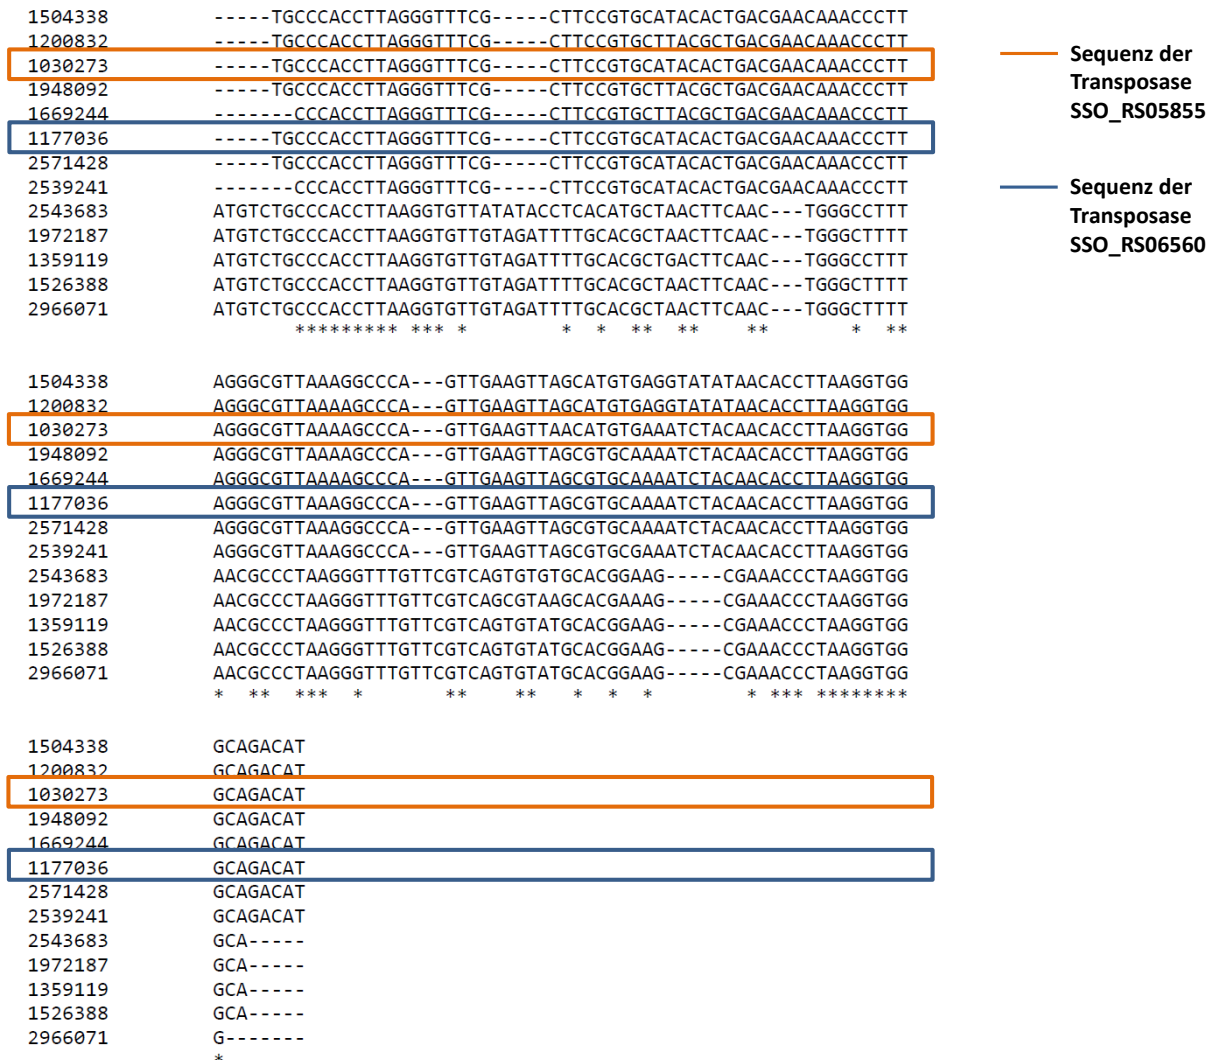 1504338 -----TGCCCACCTTAGGGTTTCG-----CTTCCGTGCATACACTGACGAACAAACCCTT
1200832 -----TGCCCACCTTAGGGTTTCG-----CTTCCGTGCTTACGCTGACGAACAAACCCTT
1030273 -----TGCCCACCTTAGGGTTTCG-----CTTCCGTGCATACACTGACGAACAAACCCTT
1948092 -----TGCCCACCTTAGGGTTTCG-----CTTCCGTGCTTACGCTGACGAACAAACCCTT
1669244 -------CCCACCTTAGGGTTTCG-----CTTCCGTGCTTACGCTGACGAACAAACCCTT
1177036 -----TGCCCACCTTAGGGTTTCG-----CTTCCGTGCATACACTGACGAACAAACCCTT
2571428 -----TGCCCACCTTAGGGTTTCG-----CTTCCGTGCATACACTGACGAACAAACCCTT
2539241 -------CCCACCTTAGGGTTTCG-----CTTCCGTGCATACACTGACGAACAAACCCTT
2543683 ATGTCTGCCCACCTTAAGGTGTTATATACCTCACATGCTAACTTCAAC---TGGGCCTTT
1972187 ATGTCTGCCCACCTTAAGGTGTTGTAGATTTTGCACGCTAACTTCAAC---TGGGCTTTT
1359119 ATGTCTGCCCACCTTAAGGTGTTGTAGATTTTGCACGCTGACTTCAAC---TGGGCCTTT
1526388 ATGTCTGCCCACCTTAAGGTGTTGTAGATTTTGCACGCTAACTTCAAC---TGGGCTTTT
2966071 ATGTCTGCCCACCTTAAGGTGTTGTAGATTTTGCACGCTAACTTCAAC---TGGGCTTTT
********* *** *        *  *  **  **    **       *  **
Sequenz der
Transposase
SSO_RS05855
Sequenz der
Transposase
SSO_RS06560
1504338 AGGGCGTTAAAGGCCCA---GTTGAAGTTAGCATGTGAGGTATATAACACCTTAAGGTGG
1200832 AGGGCGTTAAAAGCCCA---GTTGAAGTTAGCATGTGAGGTATATAACACCTTAAGGTGG
1030273 AGGGCGTTAAAAGCCCA---GTTGAAGTTAACATGTGAAATCTACAACACCTTAAGGTGG
1948092 AGGGCGTTAAAAGCCCA---GTTGAAGTTAGCGTGCAAAATCTACAACACCTTAAGGTGG
1669244 AGGGCGTTAAAAGCCCA---GTTGAAGTTAGCGTGCAAAATCTACAACACCTTAAGGTGG
1177036 AGGGCGTTAAAGGCCCA---GTTGAAGTTAGCGTGCAAAATCTACAACACCTTAAGGTGG
2571428 AGGGCGTTAAAGGCCCA---GTTGAAGTTAGCGTGCAAAATCTACAACACCTTAAGGTGG
2539241 AGGGCGTTAAAGGCCCA---GTTGAAGTTAGCGTGCGAAATCTACAACACCTTAAGGTGG
2543683 AACGCCCTAAGGGTTTGTTCGTCAGTGTGTGCACGGAAG-----CGAAACCCTAAGGTGG
1972187 AACGCCCTAAGGGTTTGTTCGTCAGCGTAAGCACGAAAG-----CGAAACCCTAAGGTGG
1359119 AACGCCCTAAGGGTTTGTTCGTCAGTGTATGCACGGAAG-----CGAAACCCTAAGGTGG
1526388 AACGCCCTAAGGGTTTGTTCGTCAGTGTATGCACGGAAG-----CGAAACCCTAAGGTGG
2966071 AACGCCCTAAGGGTTTGTTCGTCAGTGTATGCACGGAAG-----CGAAACCCTAAGGTGG
*  **  ***  *       **    **   *  *  *        * *** ********
1504338 GCAGACAT
1200832 GCAGACAT
1030273 GCAGACAT
1948092 GCAGACAT
1669244 GCAGACAT
1177036 GCAGACAT
2571428 GCAGACAT
2539241 GCAGACAT
2543683 GCA-----
1972187 GCA-----
1359119 GCA-----
1526388 GCA-----
2966071 G-------
*